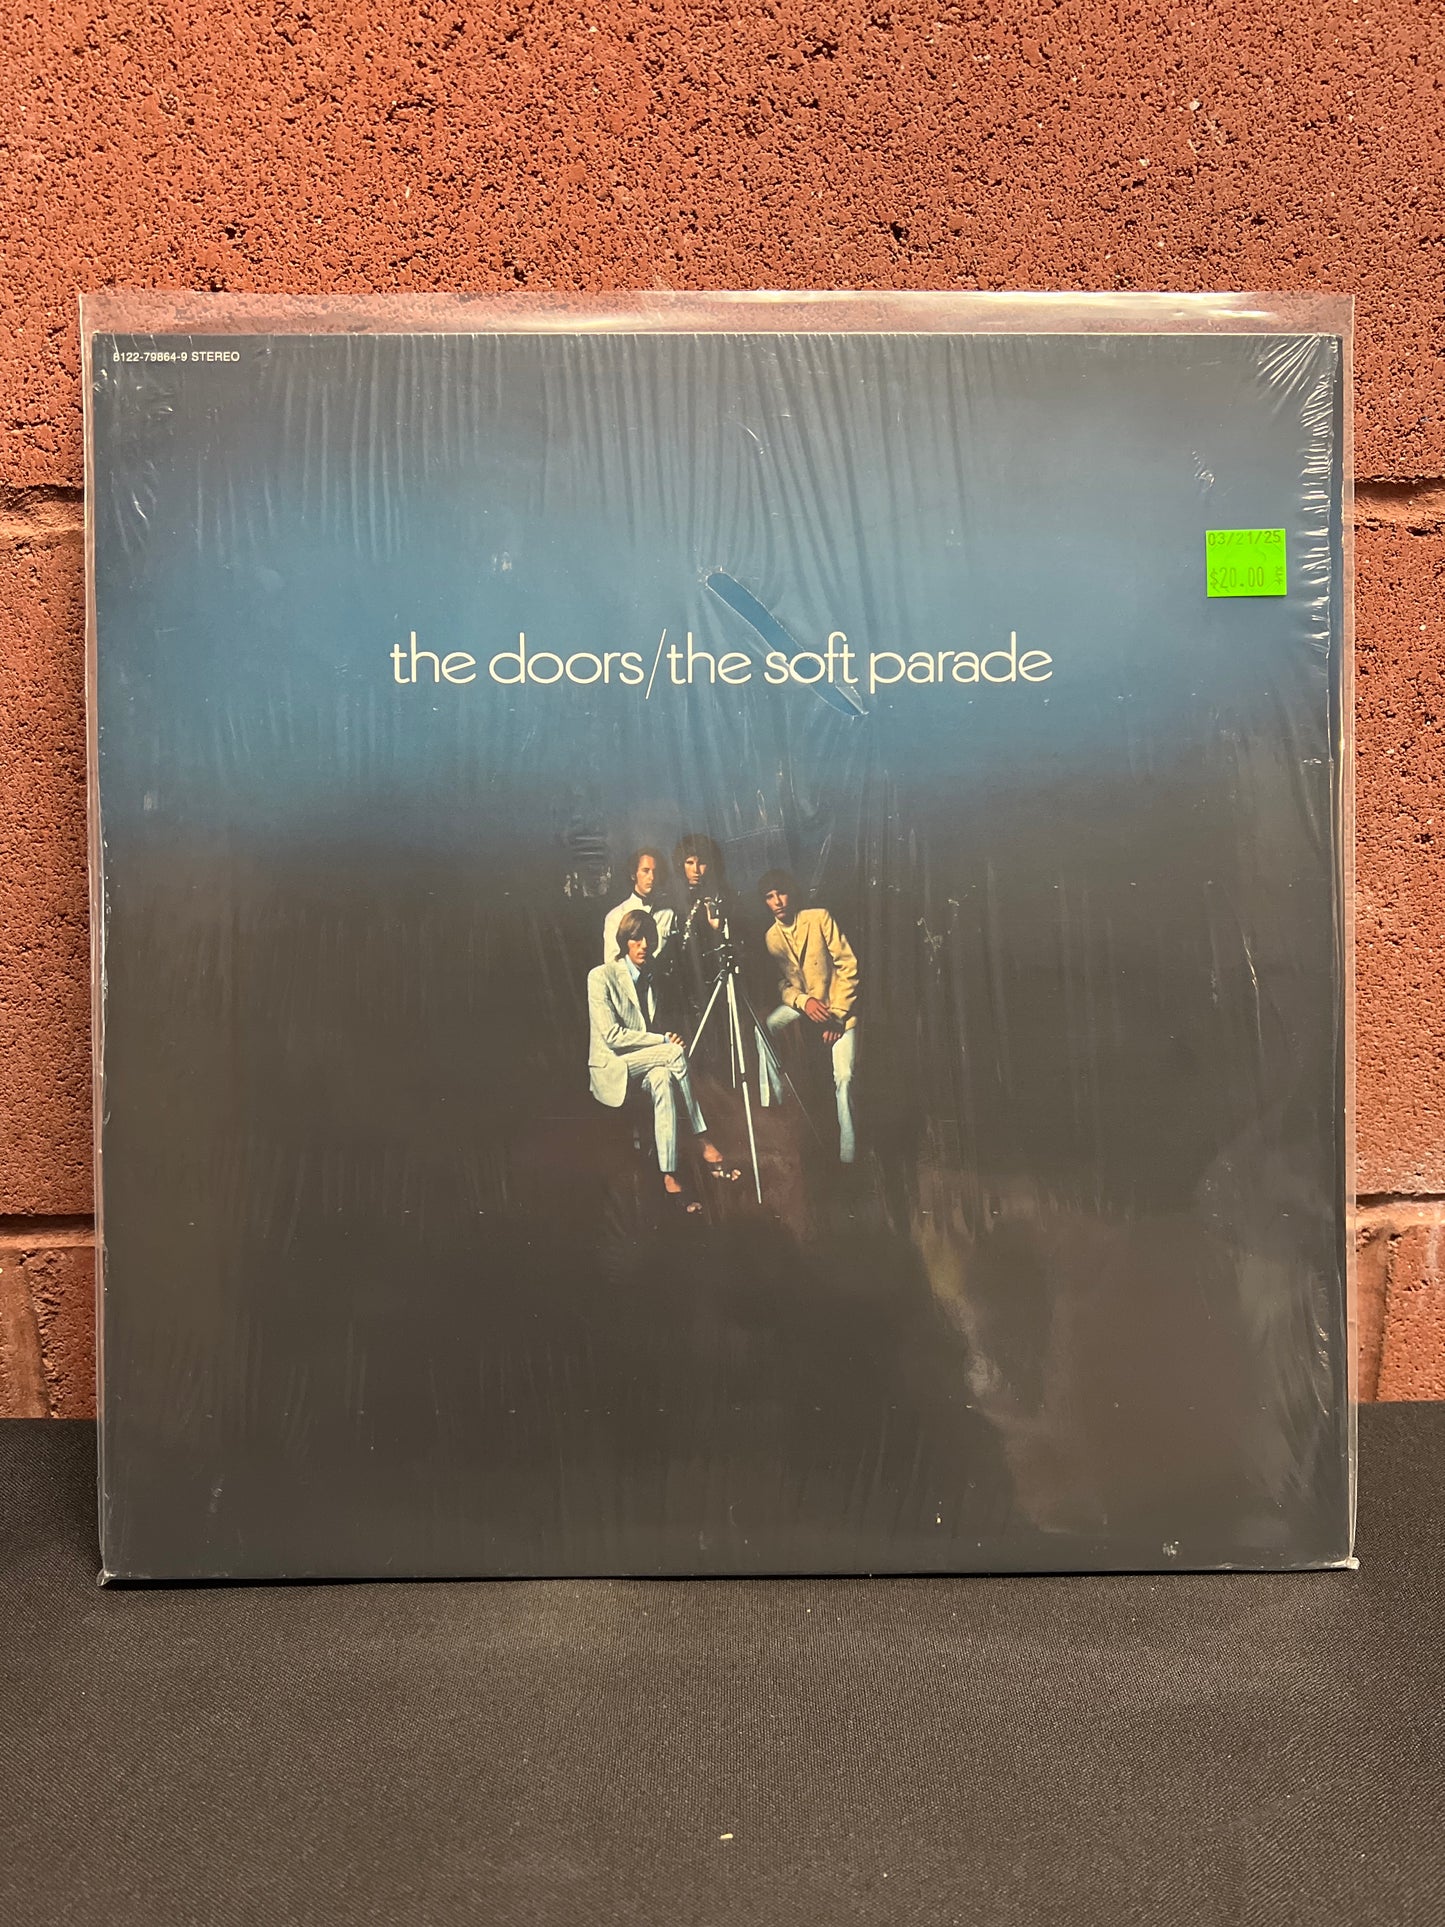 8122-79864-9 STEREO
03/21/25
$20.00
the doors/the soft parade